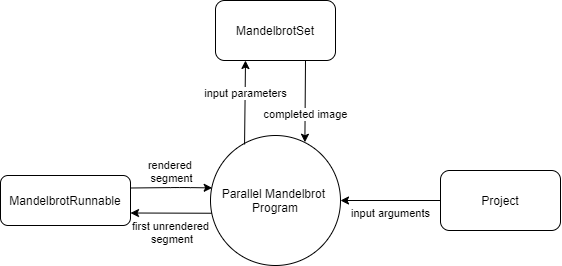 MandelbrotSet
input parameters
completed image
rendered
segment
MandelbrotRunnable
first unrendered
segment
Parallel Mandelbrot
Program
input arguments
Project